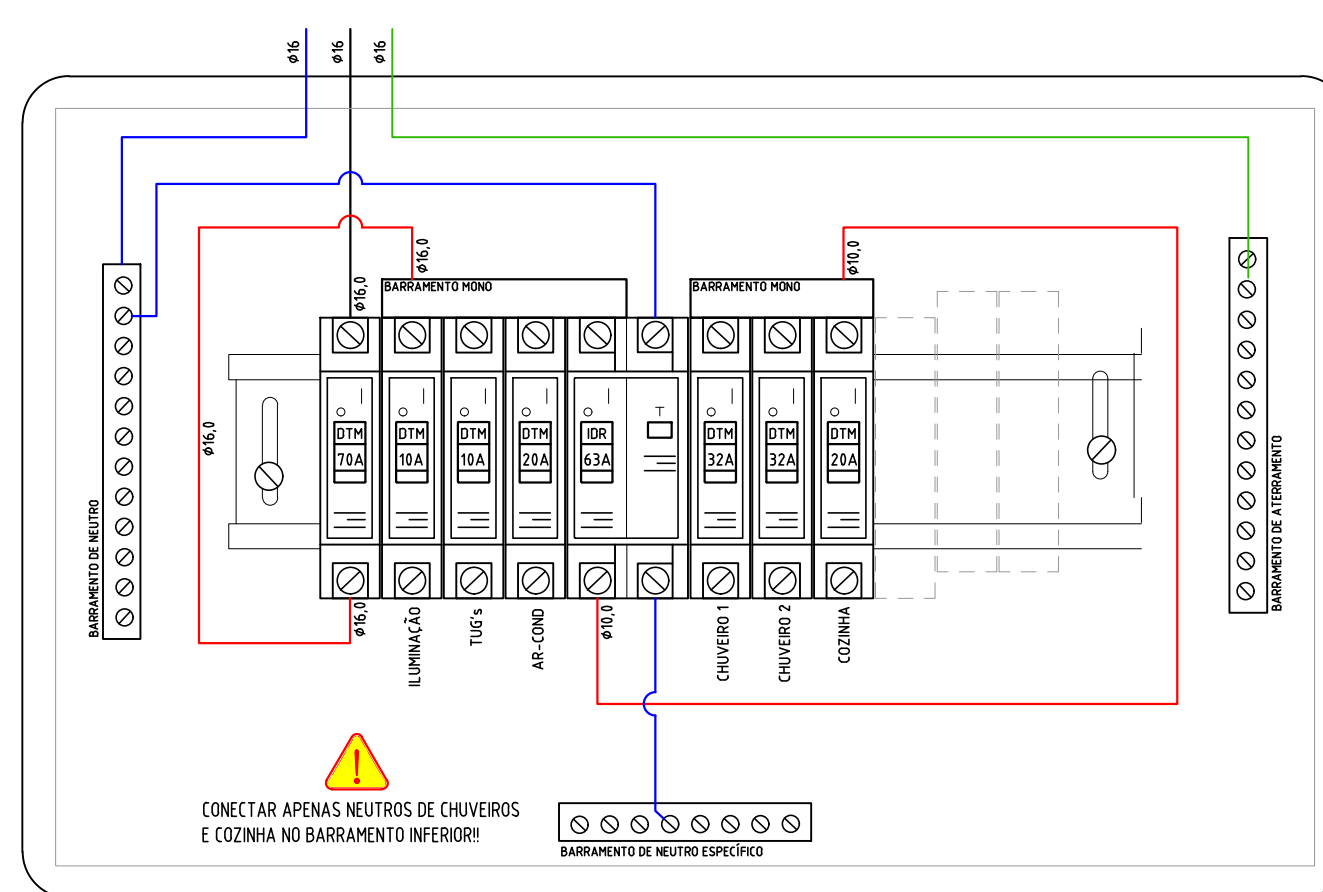 ϕ16
ϕ16
ϕ16
ϕ16,0
ϕ16,0
ϕ10,0
BARRAMENTO MONO
BARRAMENTO MONO
ϕ16,0
DTM
70A
DTM
10A
DTM
10A
DTM
20A
IDR
63A
T
DTM
32A
DTM
32A
DTM
20A
BARRAMENTO DE NEUTRO
BARRAMENTO DE ATERRAMENTO
ϕ16,0
ILUMINAÇÃO
TUG's
AR-COND
ϕ10,0
CHUVEIRO 1
CHUVEIRO 2
COZINHA
!
CONECTAR APENAS NEUTROS DE CHUVEIROS
E COZINHA NO BARRAMENTO INFERIOR!!
BARRAMENTO DE NEUTRO ESPECÍFICO